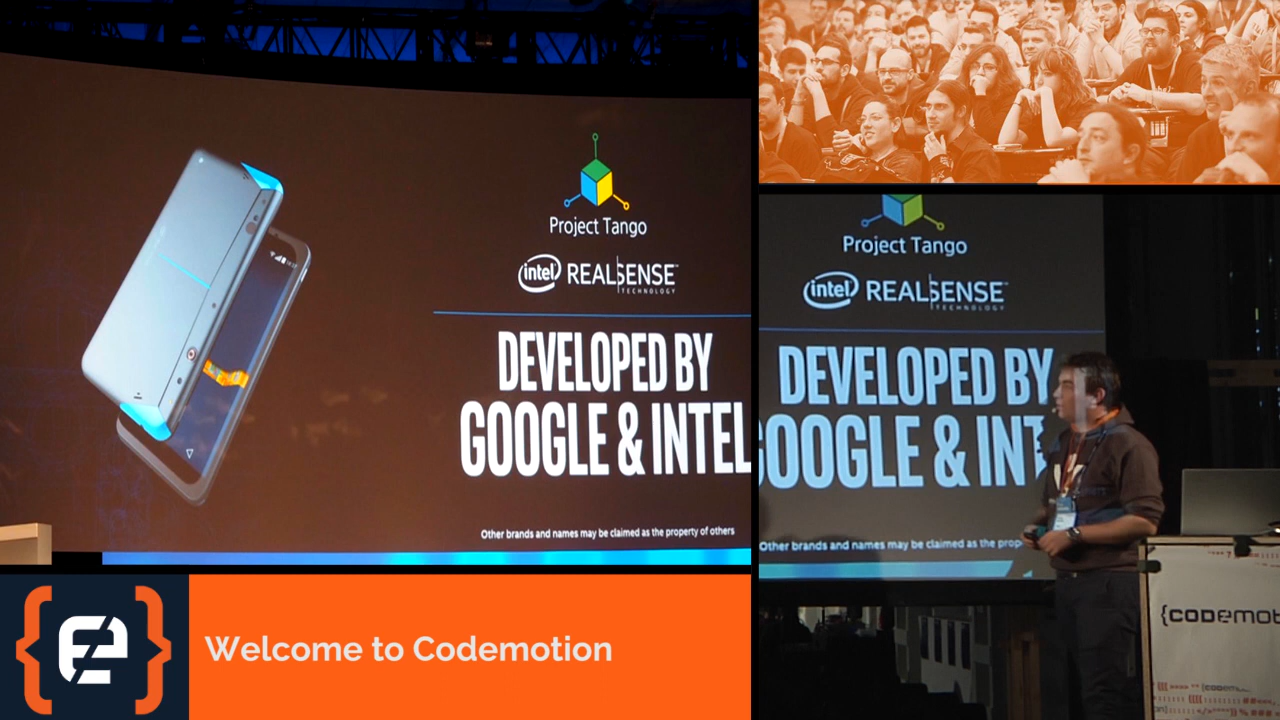 Project Tango
intel REALSENSE
TECHNOLOGY
DEVELOPED BY
GOOGLE & INTEL
Other brands and names may be claimed as the property of others
Welcome to Codemotion
Project Tango
intel REALSENSE
TECHNOLOGY
DEVELOPED BY
GOOGLE & INT
Other brands and names may be claimed as the prop
{CODEMOT